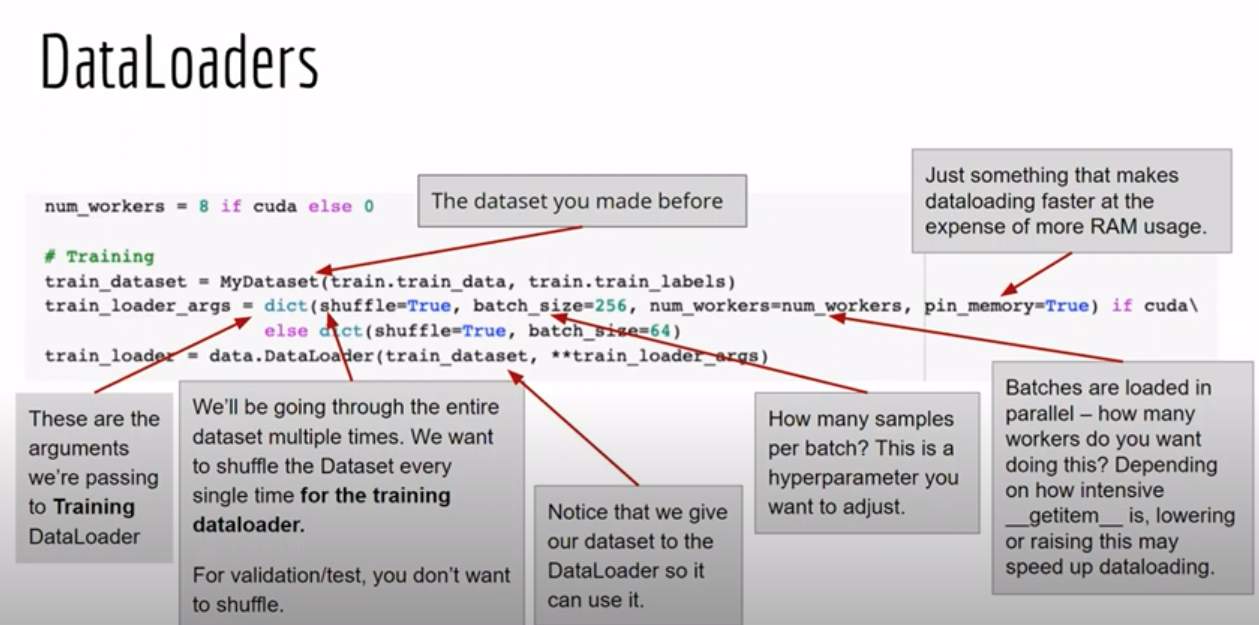 DataLoaders
num_workers = 8 if cuda else 0
# Training
train_dataset = MyDataset(train.train_data, train.train_labels)
train_loader_args = dict(shuffle=True, batch_size=256, num_workers=num_workers, pin_memory=True) if cuda\
else dict(shuffle=True, batch_size=64)
train_loader = data.DataLoader(train_dataset, **train_loader_args)
The dataset you made before
Just something that makes
dataloading faster at the
expense of more RAM usage.
These are the
arguments
we're passing
to Training
DataLoader
We'll be going through the entire
dataset multiple times. We want
to shuffle the Dataset every
single time for the training
dataloader.
For validation/test, you don't want
to shuffle.
Notice that we give
our dataset to the
DataLoader so it
can use it.
How many samples
per batch? This is a
hyperparameter you
want to adjust.
Batches are loaded in
parallel – how many
workers do you want
doing this? Depending
on how intensive
__getitem__ is, lowering
or raising this may
speed up dataloading.